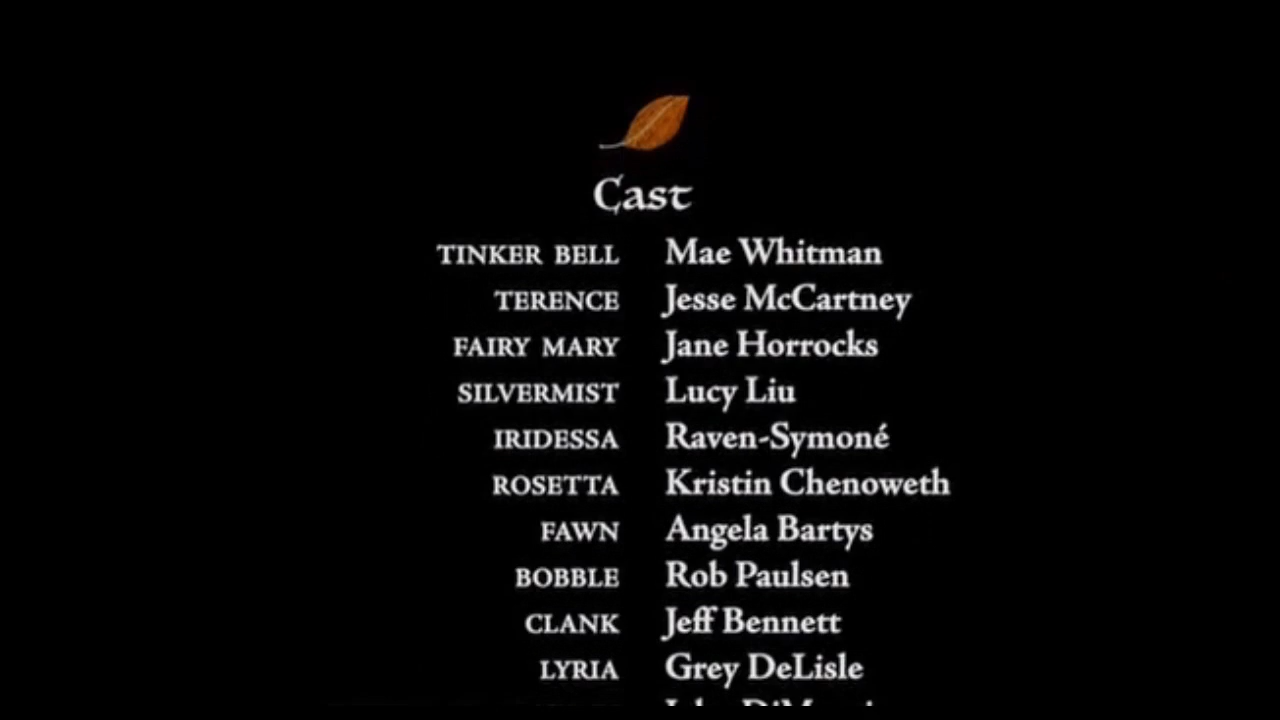 Cast
TINKER BELL Mae Whitman
TERENCE Jesse McCartney
FAIRY MARY Jane Horrocks
SILVERMIST Lucy Liu
IRIDESSA Raven-Symoné
ROSETTA Kristin Chenoweth
FAWN Angela Bartys
BOBBLE Rob Paulsen
CLANK Jeff Bennett
LYRIA Grey DeLisle